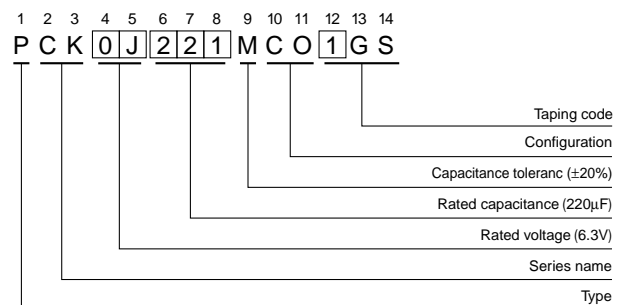 1 2 3 4 5 6 7 8 9 10 11 12 13 14
P C K 0 J 2 2 1 M C O 1 G S
Taping code
Configuration
Capacitance toleranc (±20%)
Rated capacitance (220µF)
Rated voltage (6.3V)
Series name
Type